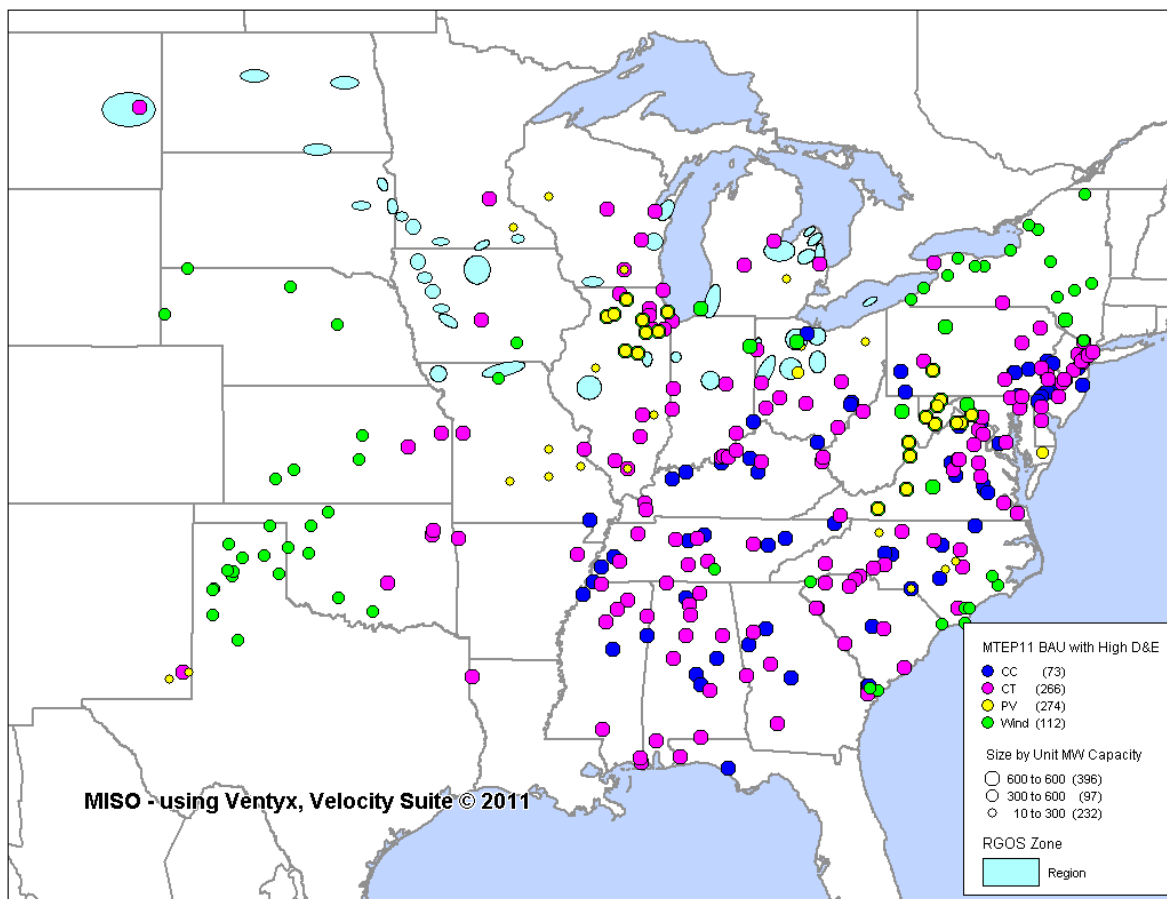 MTEP11 BAU with High D&E
CC (73)
CT (266)
PV (274)
Wind (112)
Size by Unit MW Capacity
600 to 600 (396)
300 to 600 (97)
10 to 300 (232)
RGOS Zone
Region
MISO - using Ventyx, Velocity Suite © 2011